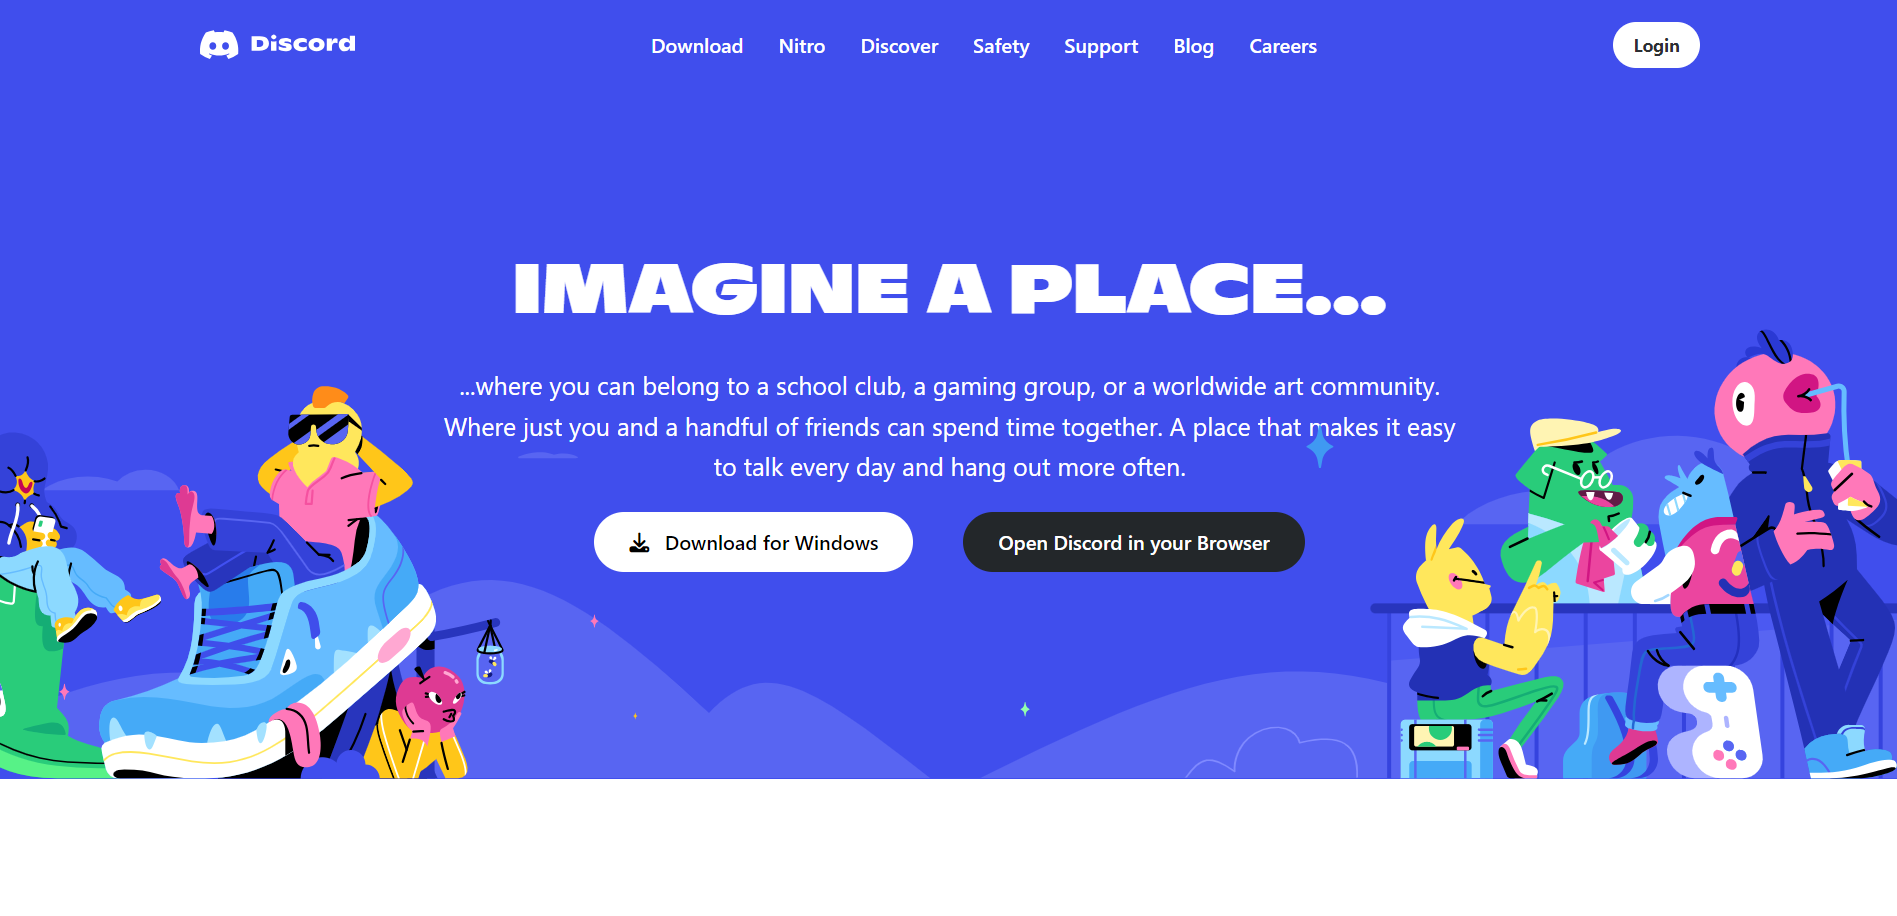 Discord
Download Nitro Discover Safety Support Blog Careers
Login
IMAGINE A PLACE...
...where you can belong to a school club, a gaming group, or a worldwide art community.
Where just you and a handful of friends can spend time together. A place that makes it easy
to talk every day and hang out more often.
Download for Windows
Open Discord in your Browser